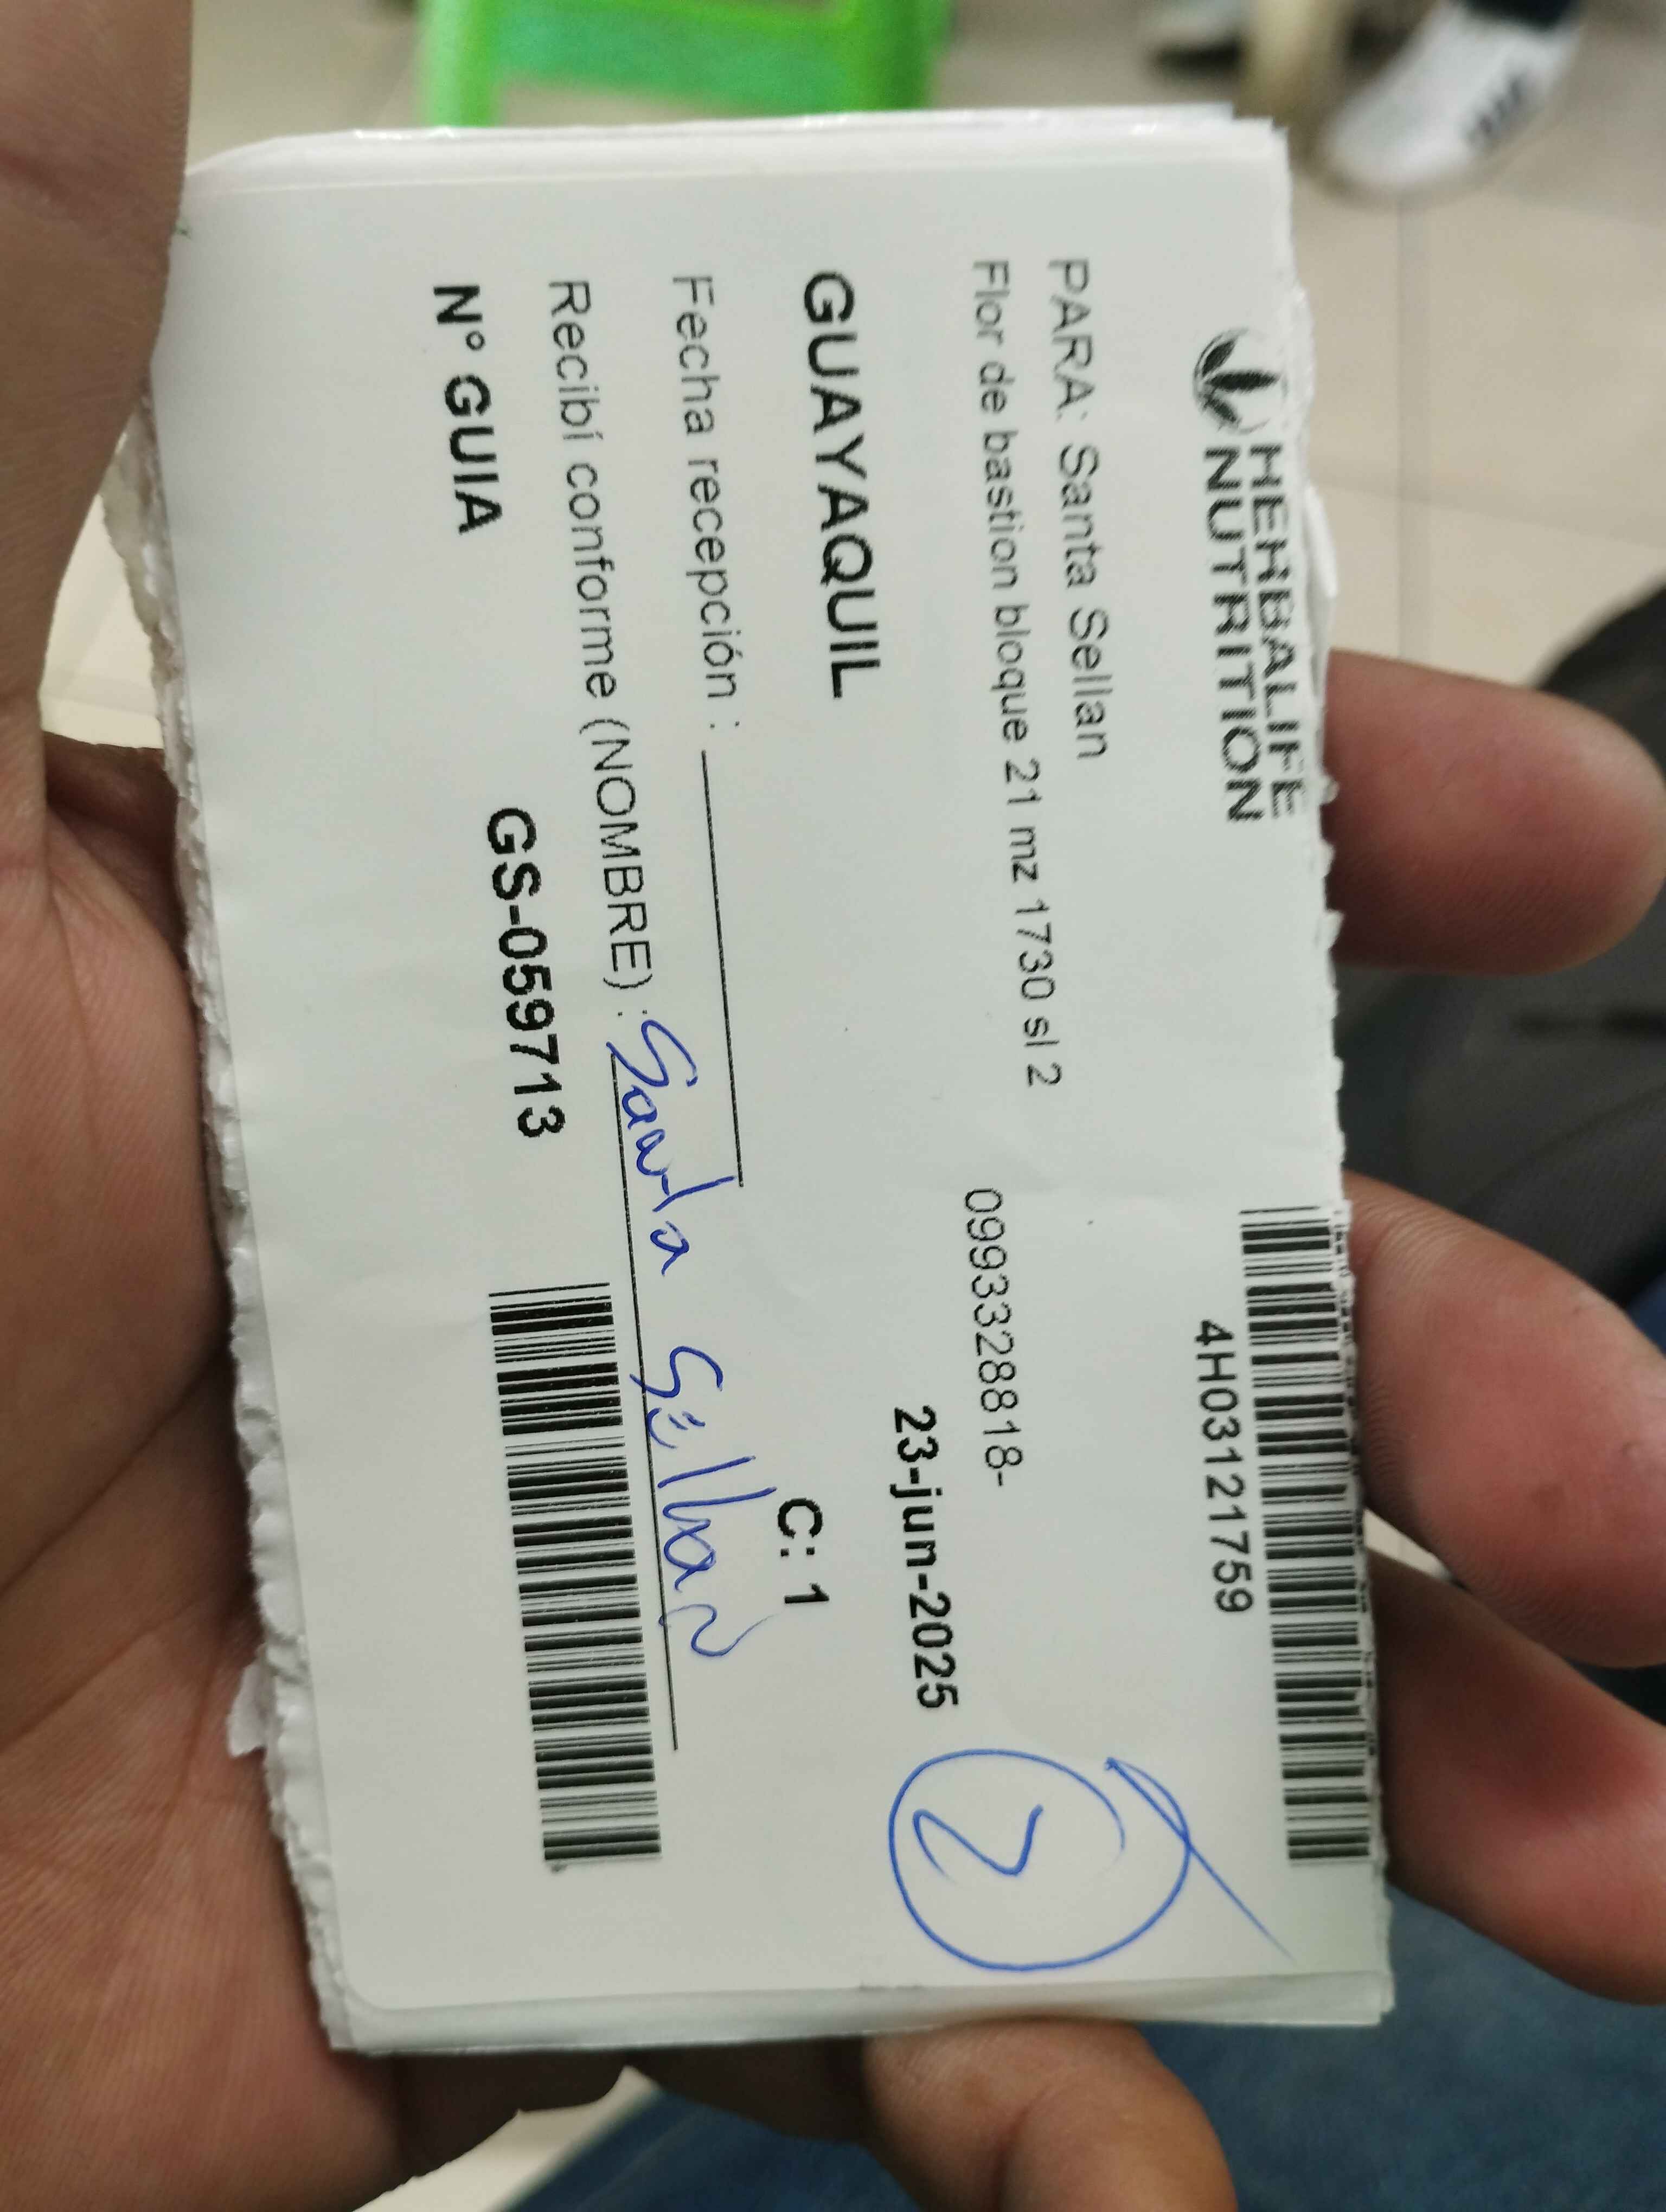 HERBALIFE
NUTRITION
4H03121759
PARA: Santa Sellan
Flor de bastion bloque 21 mz 1730 sl 2
0993328818-
23-jun-2025
2
GUAYAQUIL
C: 1
Fecha recepción :
Recibí conforme (NOMBRE) : Santa Sellan
N° GUIA
GS-059713